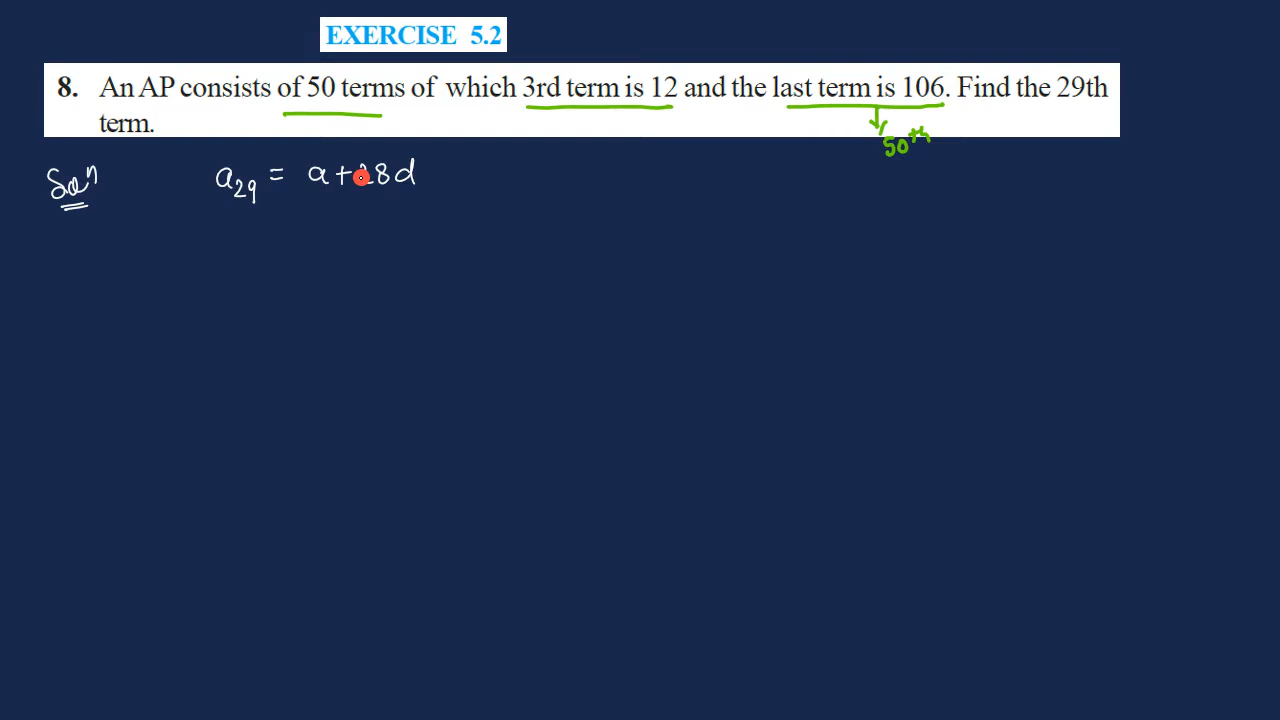 EXERCISE 5.2
8. An AP consists of 50 terms of which 3rd term is 12 and the last term is 106. Find the 29th
term.
50th
Solⁿ a₂₉ = a + 28d